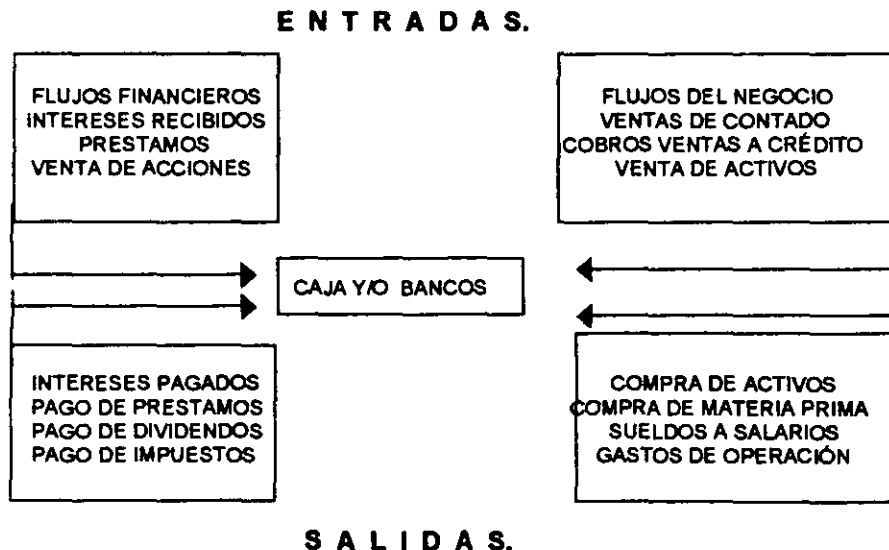 E N T R A D A S.
FLUJOS FINANCIEROS
INTERESES RECIBIDOS
PRESTAMOS
VENTA DE ACCIONES
FLUJOS DEL NEGOCIO
VENTAS DE CONTADO
COBROS VENTAS A CRÉDITO
VENTA DE ACTIVOS
CAJA Y/O BANCOS
INTERESES PAGADOS
PAGO DE PRESTAMOS
PAGO DE DIVIDENDOS
PAGO DE IMPUESTOS
COMPRA DE ACTIVOS
COMPRA DE MATERIA PRIMA
SUELDOS A SALARIOS
GASTOS DE OPERACIÓN
S A L I D A S.